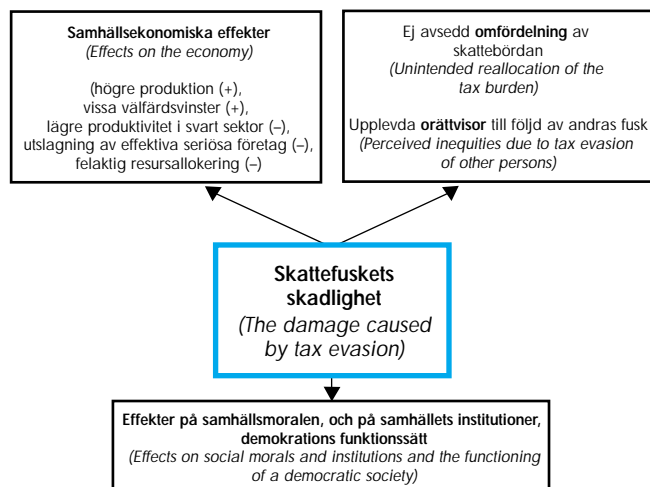 Samhällsekonomiska effekter
(Effects on the economy)
(högre produktion (+),
vissa välfärdsvinster (+),
lägre produktivitet i svart sektor (–),
utslagning av effektiva seriösa företag (–),
felaktig resursallokering (–)
Ej avsedd omfördelning av
skattebördan
(Unintended reallocation of the
tax burden)
Upplevda orättvisor till följd av andras fusk
(Perceived inequities due to tax evasion
of other persons)
Skattefuskets
skadlighet
(The damage caused
by tax evasion)
Effekter på samhällsmoralen, och på samhällets institutioner,
demokratins funktionssätt
(Effects on social morals and institutions and the functioning
of a democratic society)